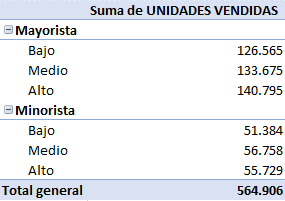 Suma de UNIDADES VENDIDAS
Mayorista
Bajo 126.565
Medio 133.675
Alto 140.795
Minorista
Bajo 51.384
Medio 56.758
Alto 55.729
Total general 564.906